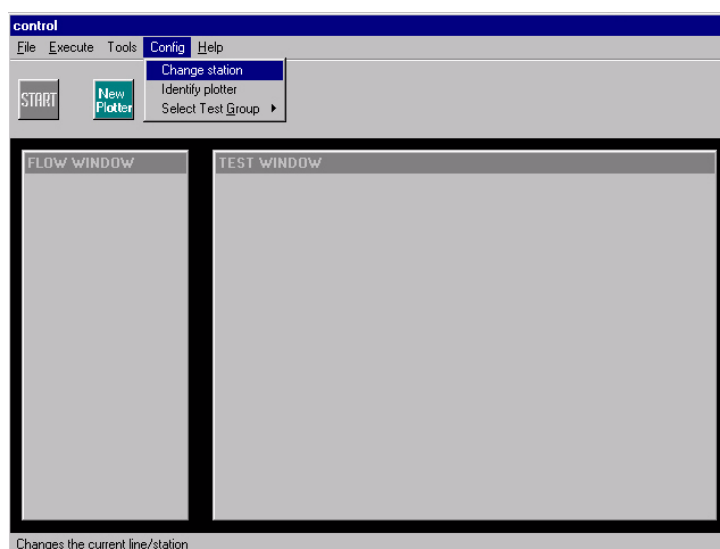 control
File Execute Tools Config Help
Change station
Identify plotter
Select Test Group
START
New
Plotter
FLOW WINDOW
TEST WINDOW
Changes the current line/station